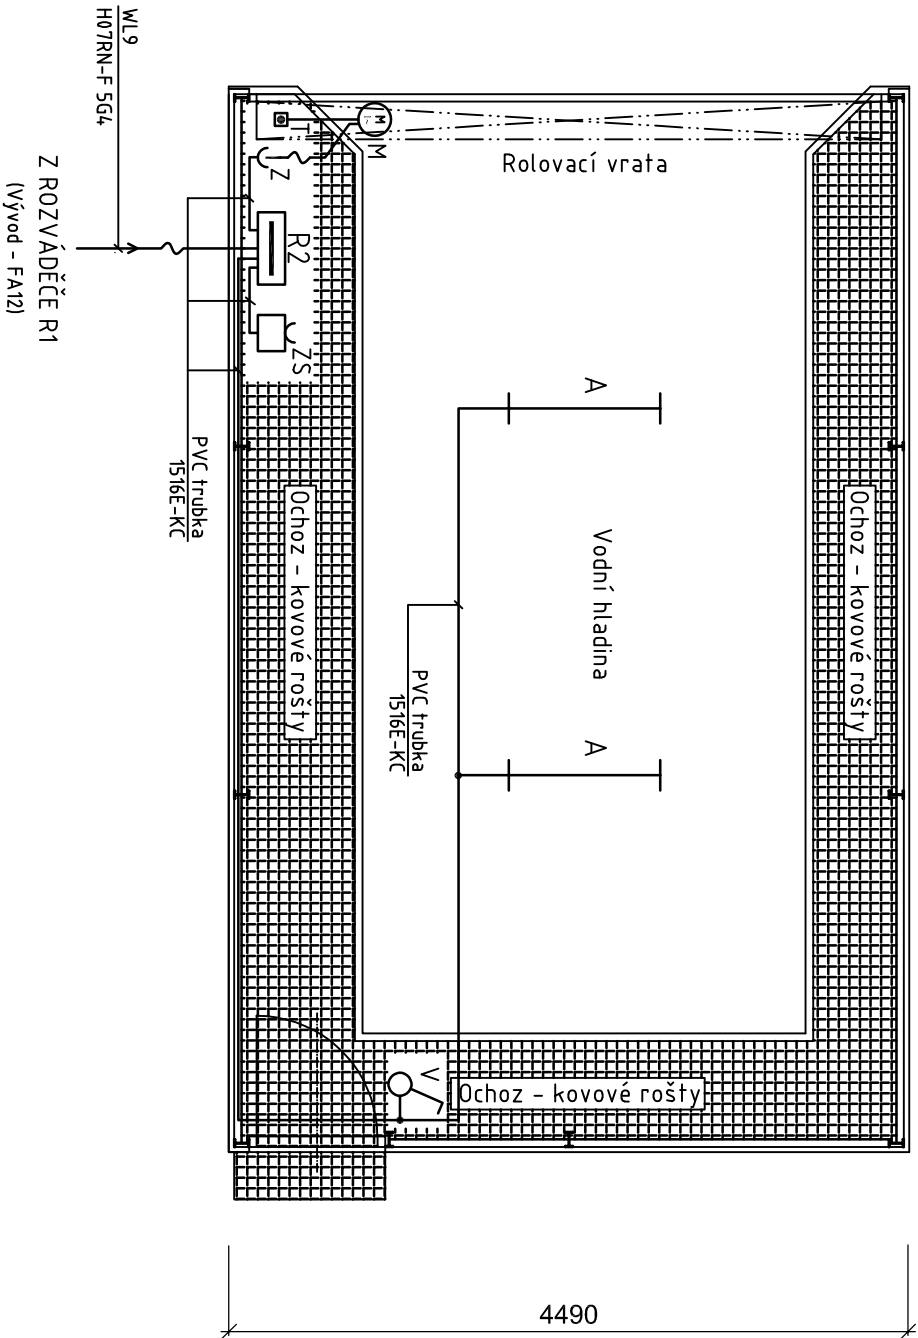 WL9
H07RN-F 5G4
Z ROZVÁDĚČE R1
(Vývod - FA12)
M
M
T
Z
R2
ZS
Rolovací vrata
PVC trubka
1516E-KC
Ochoz - kovové rošty
A
Vodní hladina
A
PVC trubka
1516E-KC
Ochoz - kovové rošty
V
Ochoz - kovové rošty
4490